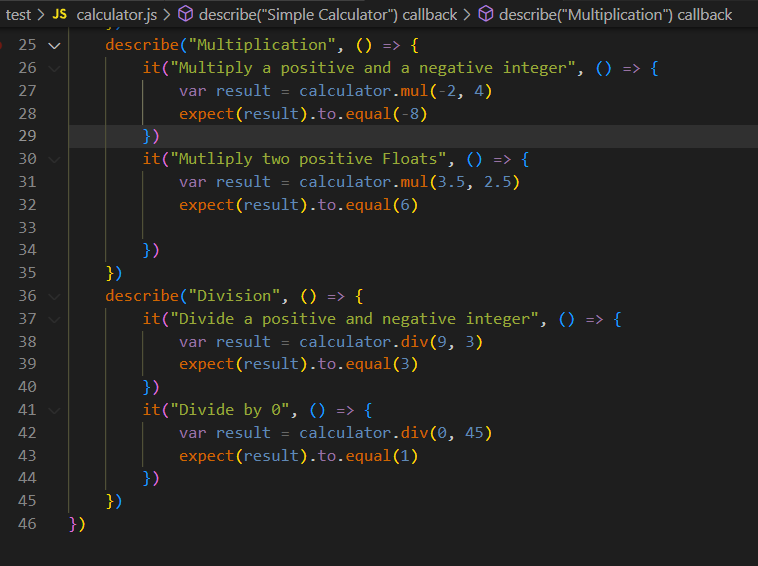 test > JS calculator.js > describe("Simple Calculator") callback > describe("Multiplication") callback
25 describe("Multiplication", () => {
26 it("Multiply a positive and a negative integer", () => {
27 var result = calculator.mul(-2, 4)
28 expect(result).to.equal(-8)
29 })
30 it("Mutliply two positive Floats", () => {
31 var result = calculator.mul(3.5, 2.5)
32 expect(result).to.equal(6)
33
34 })
35 })
36 describe("Division", () => {
37 it("Divide a positive and negative integer", () => {
38 var result = calculator.div(9, 3)
39 expect(result).to.equal(3)
40 })
41 it("Divide by 0", () => {
42 var result = calculator.div(0, 45)
43 expect(result).to.equal(1)
44 })
45 })
46 })